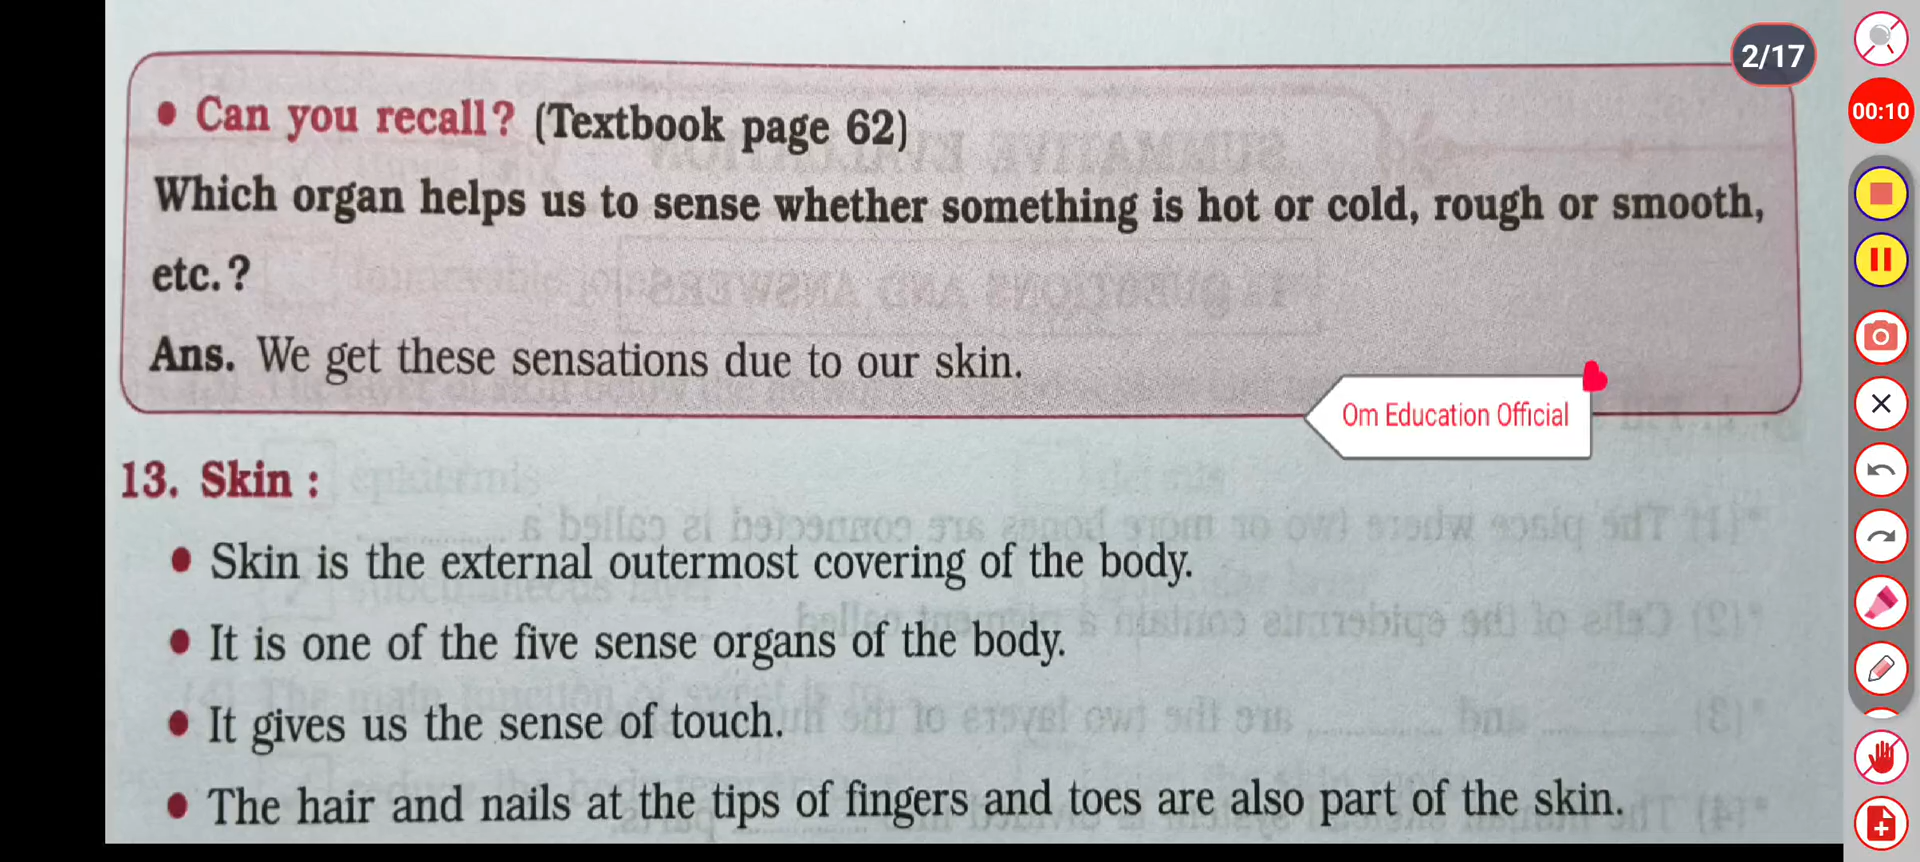 2/17
00:10
• Can you recall? (Textbook page 62)
Which organ helps us to sense whether something is hot or cold, rough or smooth,
etc.?
Ans. We get these sensations due to our skin.
Om Education Official
13. Skin :
• Skin is the external outermost covering of the body.
• It is one of the five sense organs of the body.
• It gives us the sense of touch.
• The hair and nails at the tips of fingers and toes are also part of the skin.